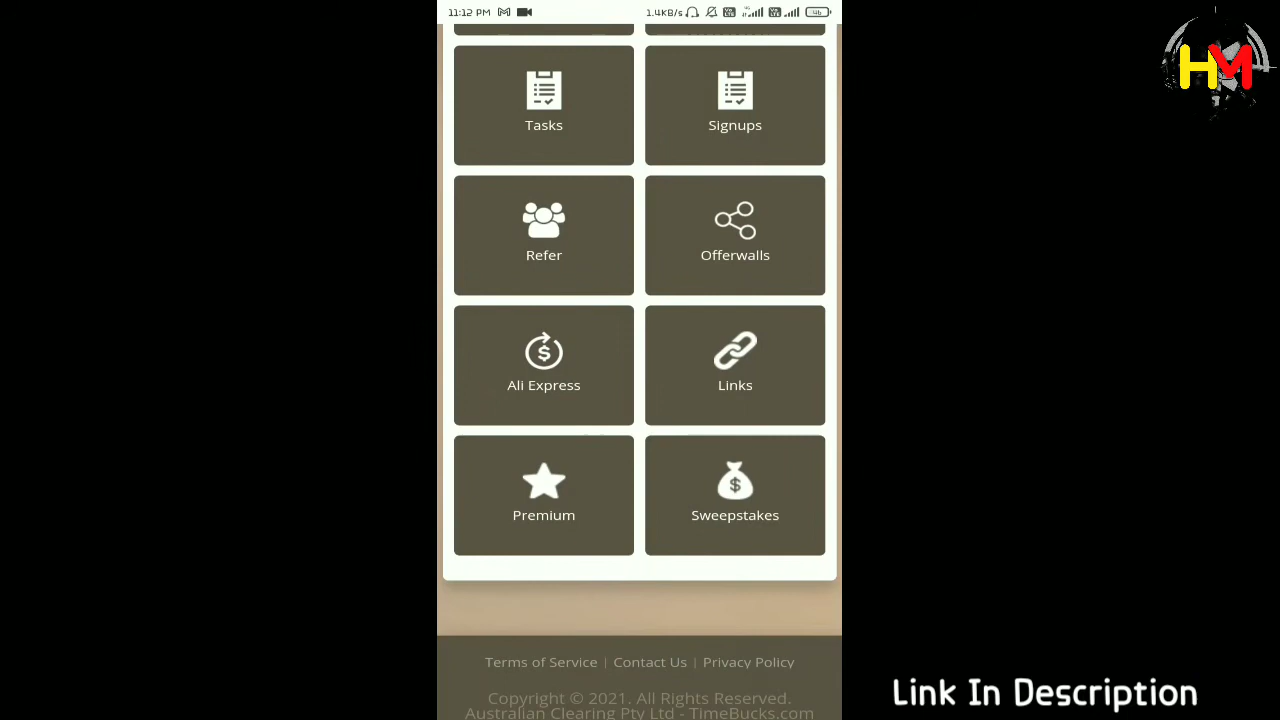 11:12 PM
1.4KB/s
46
HM
Tasks
Signups
Refer
Offerwalls
Ali Express
Links
Premium
Sweepstakes
Terms of Service | Contact Us | Privacy Policy
Copyright © 2021. All Rights Reserved.
Australian Clearing Pty Ltd - TimeBucks.com
Link In Description